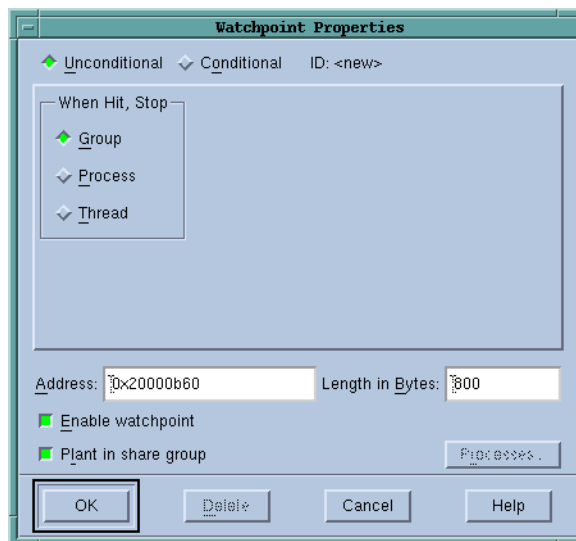 Watchpoint Properties
Unconditional Conditional ID: <new>
When Hit, Stop
Group
Process
Thread
Address: 0x20000b60 Length in Bytes: 800
Enable watchpoint
Plant in share group Processes.
OK Delete Cancel Help